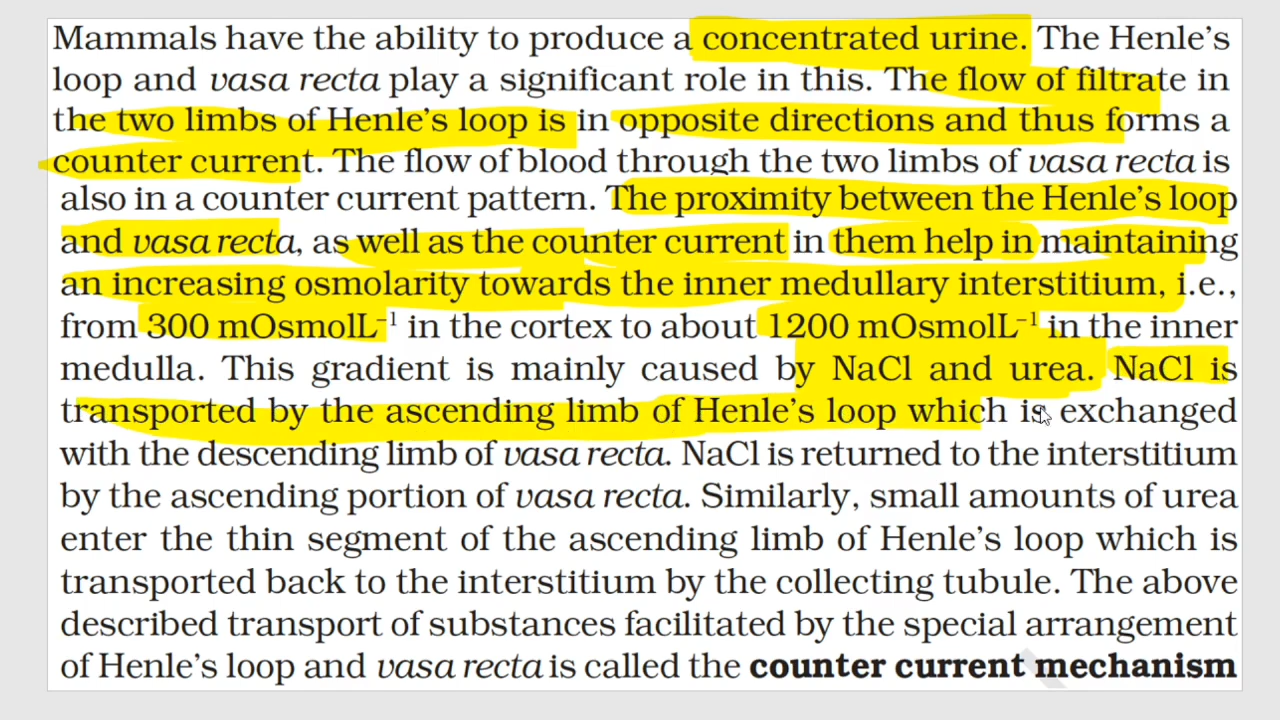 Mammals have the ability to produce a concentrated urine. The Henle’s
loop and vasa recta play a significant role in this. The flow of filtrate in
the two limbs of Henle’s loop is in opposite directions and thus forms a
counter current. The flow of blood through the two limbs of vasa recta is
also in a counter current pattern. The proximity between the Henle’s loop
and vasa recta, as well as the counter current in them help in maintaining
an increasing osmolarity towards the inner medullary interstitium, i.e.,
from 300 mOsmolL⁻¹ in the cortex to about 1200 mOsmolL⁻¹ in the inner
medulla. This gradient is mainly caused by NaCl and urea. NaCl is
transported by the ascending limb of Henle’s loop which is exchanged
with the descending limb of vasa recta. NaCl is returned to the interstitium
by the ascending portion of vasa recta. Similarly, small amounts of urea
enter the thin segment of the ascending limb of Henle’s loop which is
transported back to the interstitium by the collecting tubule. The above
described transport of substances facilitated by the special arrangement
of Henle’s loop and vasa recta is called the counter current mechanism